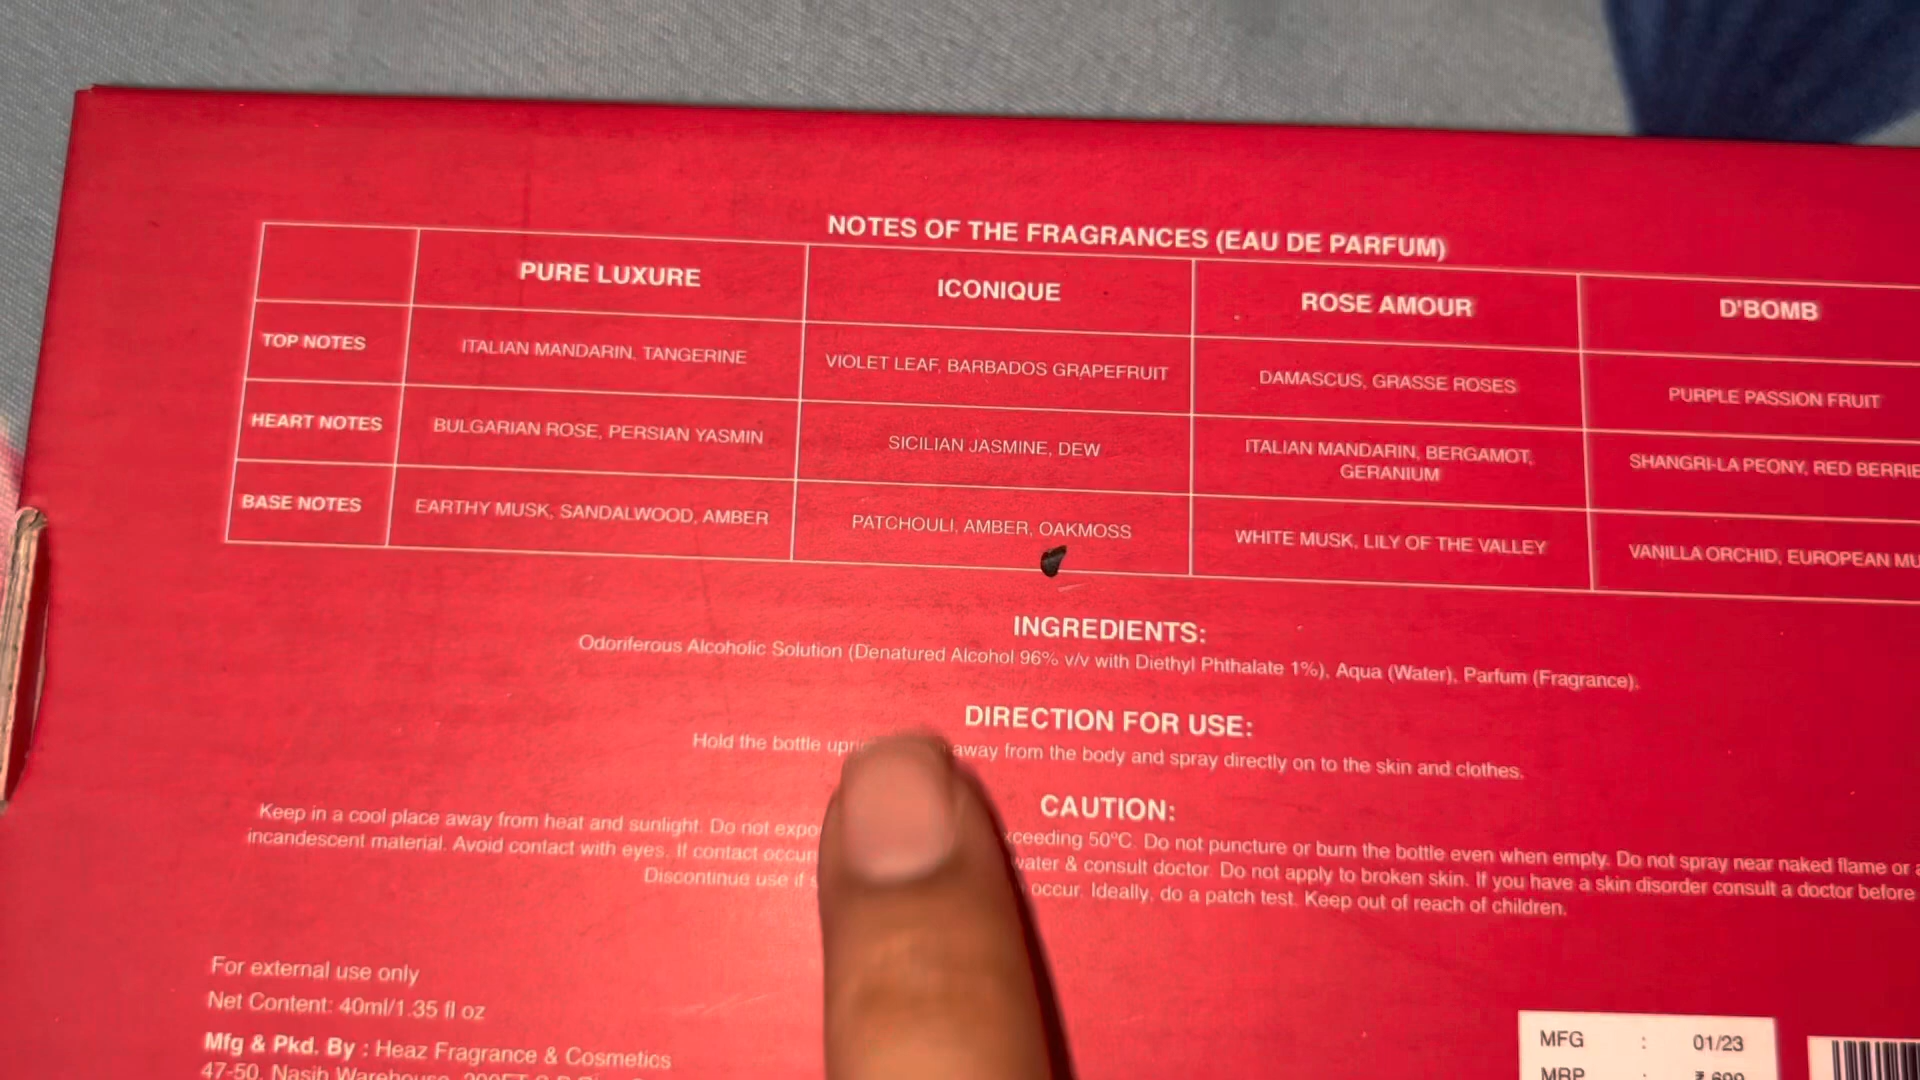 NOTES OF THE FRAGRANCES (EAU DE PARFUM)
PURE LUXURE ICONIQUE ROSE AMOUR D'BOMB
TOP NOTES ITALIAN MANDARIN, TANGERINE VIOLET LEAF, BARBADOS GRAPEFRUIT DAMASCUS, GRASSE ROSES PURPLE PASSION FRUIT
HEART NOTES BULGARIAN ROSE, PERSIAN YASMIN SICILIAN JASMINE, DEW ITALIAN MANDARIN, BERGAMOT, SHANGRI-LA PEONY, RED
GERANIUM
BASE NOTES EARTHY MUSK, SANDALWOOD, AMBER PATCHOULI, AMBER, OAKMOSS WHITE MUSK, LILY OF THE VALLEY VANILLA ORCHID, EUROPEAN
INGREDIENTS:
Odoriferous Alcoholic Solution (Denatured Alcohol 96% v/v with Diethyl Phthalate 1%), Aqua (Water), Parfum (Fragrance).
DIRECTION FOR USE:
Hold the bottle away from the body and spray directly on to the skin and clothes.
CAUTION:
Keep in a cool place away from heat and sunlight. Do not 50°C. Do not puncture or burn the bottle even when empty. Do not spray near naked flame or
incandescent material. Avoid contact with eyes. If contact water & consult doctor. Do not apply to broken skin. If you have a skin disorder consult a doctor before
Discontinue use if occur. Ideally, do a patch test. Keep out of reach of children.
For external use only
Net Content: 40ml/1.35 fl oz
Mfg & Pkd. By : Heaz Fragrance & Cosmetics
47-50, Nasib
MFG : 01/23
MRP :